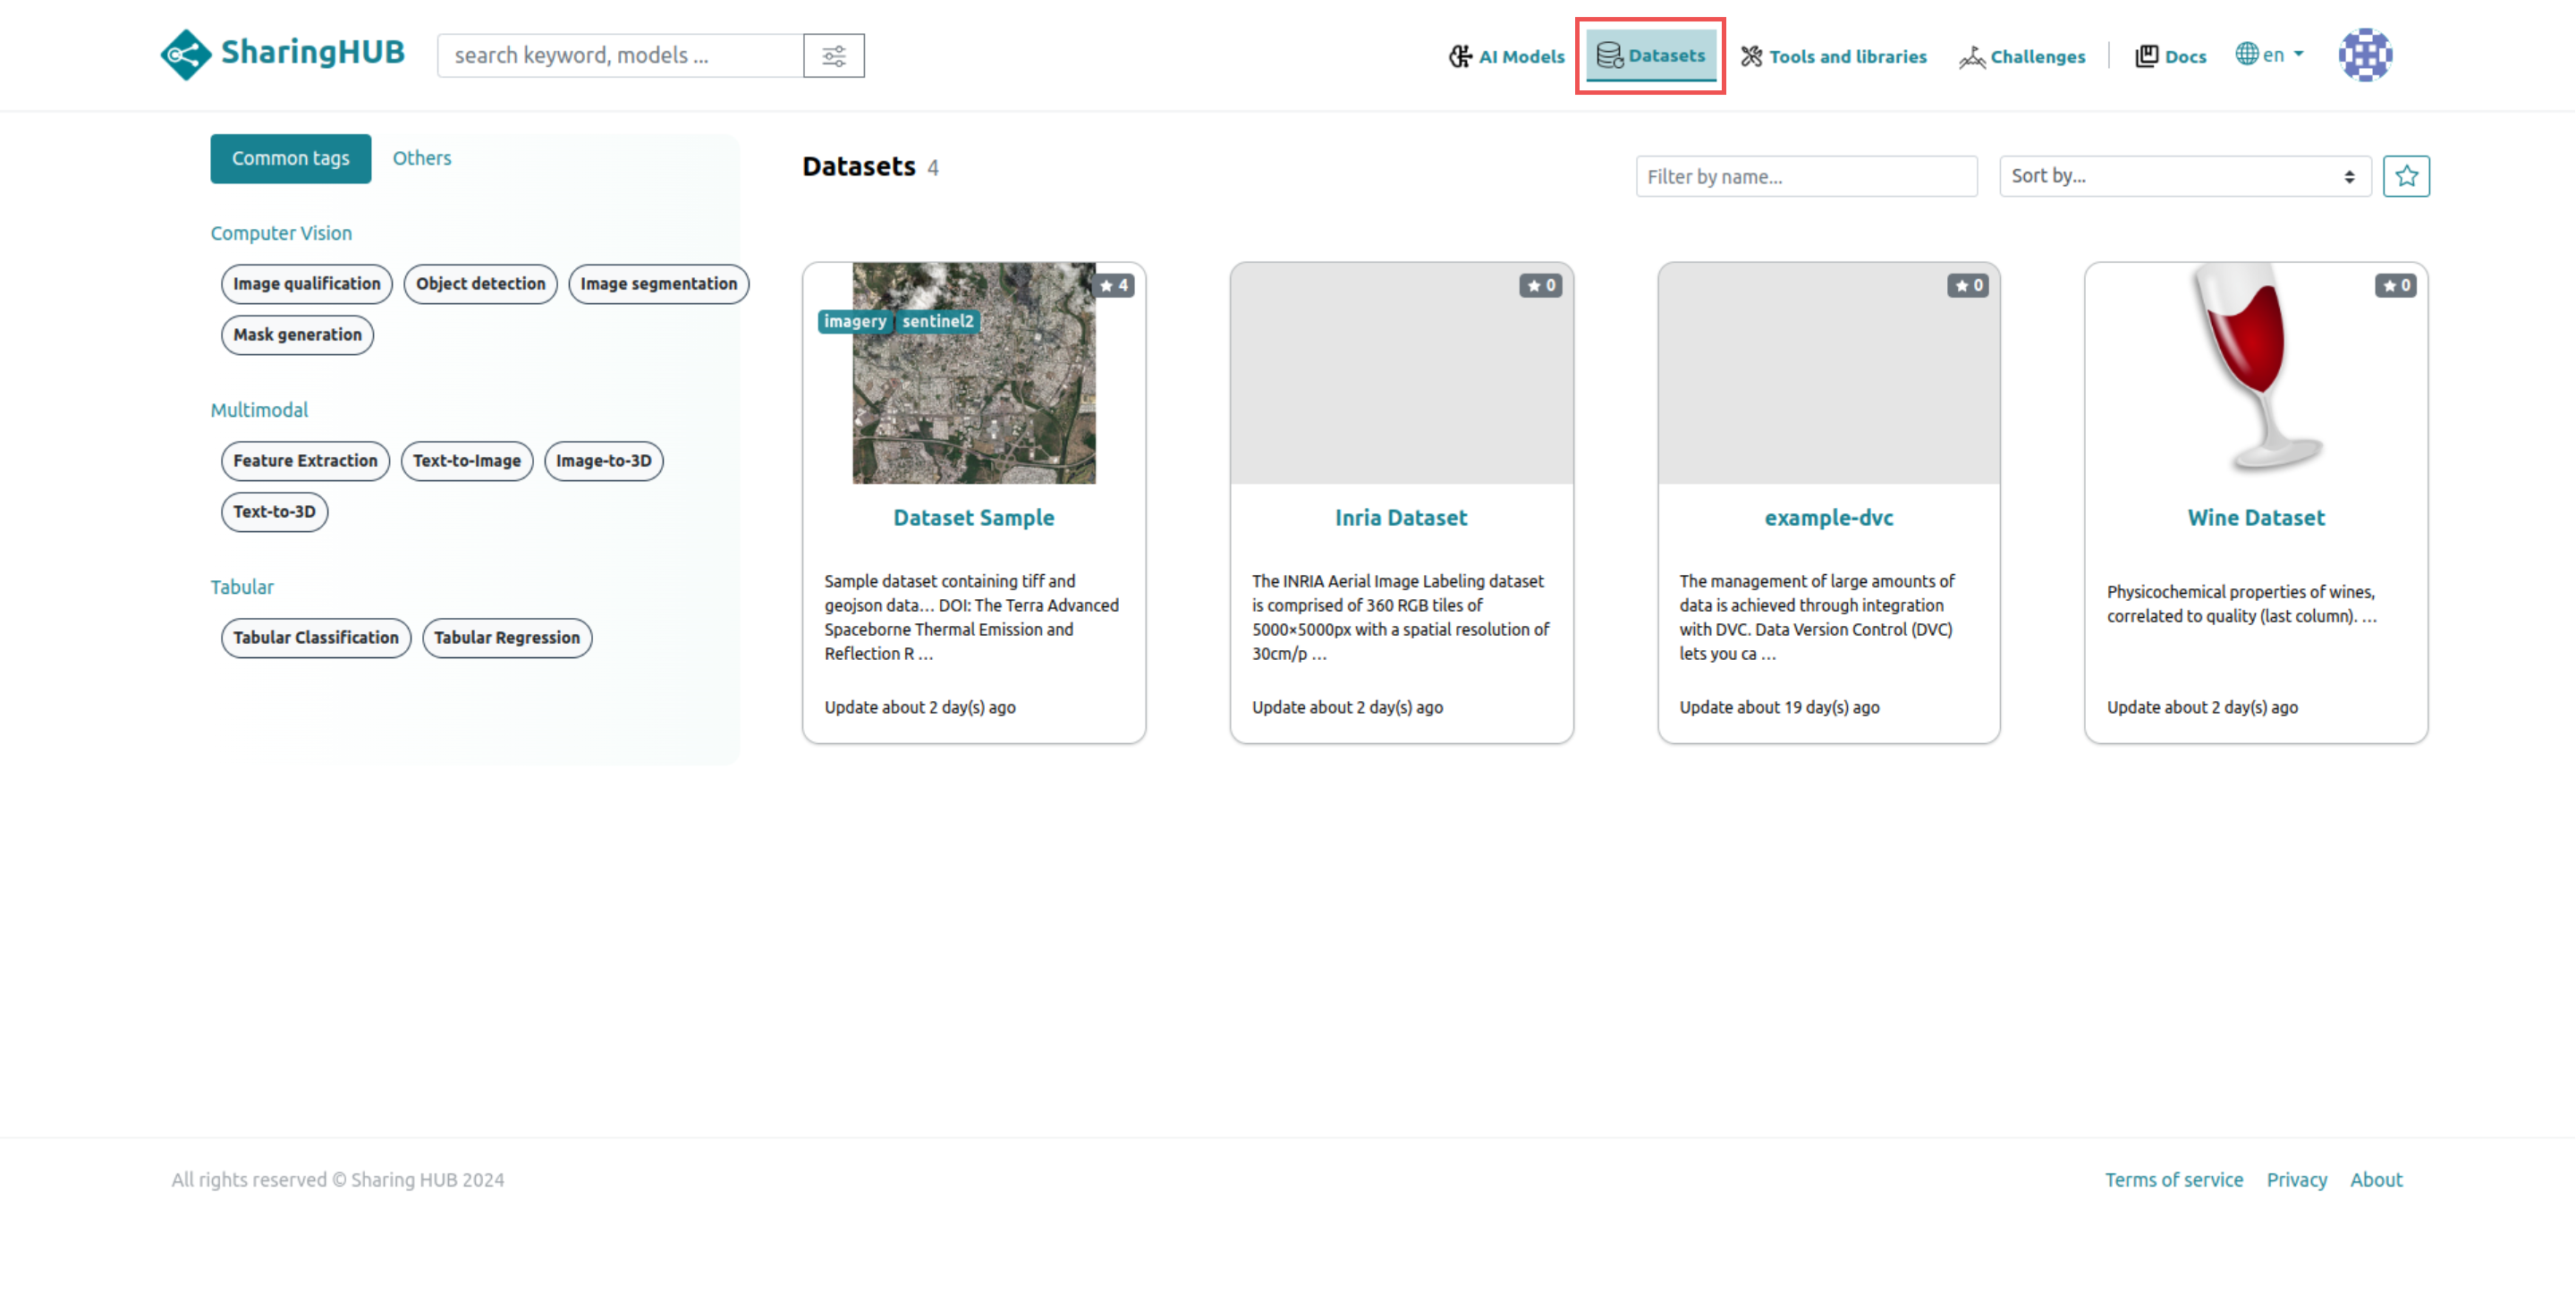 SharingHUB
search keyword, models ...
AI Models
Datasets
Tools and libraries
Challenges
Docs
en
Common tags
Others
Computer Vision
Image qualification
Object detection
Image segmentation
Mask generation
Multimodal
Feature Extraction
Text-to-Image
Image-to-3D
Text-to-3D
Tabular
Tabular Classification
Tabular Regression
Datasets 4
Filter by name...
Sort by...
4
imagery
sentinel2
Dataset Sample
Sample dataset containing tiff and
geojson data... DOI: The Terra Advanced
Spaceborne Thermal Emission and
Reflection R ...
Update about 2 day(s) ago
0
Inria Dataset
The INRIA Aerial Image Labeling dataset
is comprised of 360 RGB tiles of
5000×5000px with a spatial resolution of
30cm/p ...
Update about 2 day(s) ago
0
example-dvc
The management of large amounts of
data is achieved through integration
with DVC. Data Version Control (DVC)
lets you ca ...
Update about 19 day(s) ago
0
Wine Dataset
Physicochemical properties of wines,
correlated to quality (last column). ...
Update about 2 day(s) ago
All rights reserved © Sharing HUB 2024
Terms of service
Privacy
About